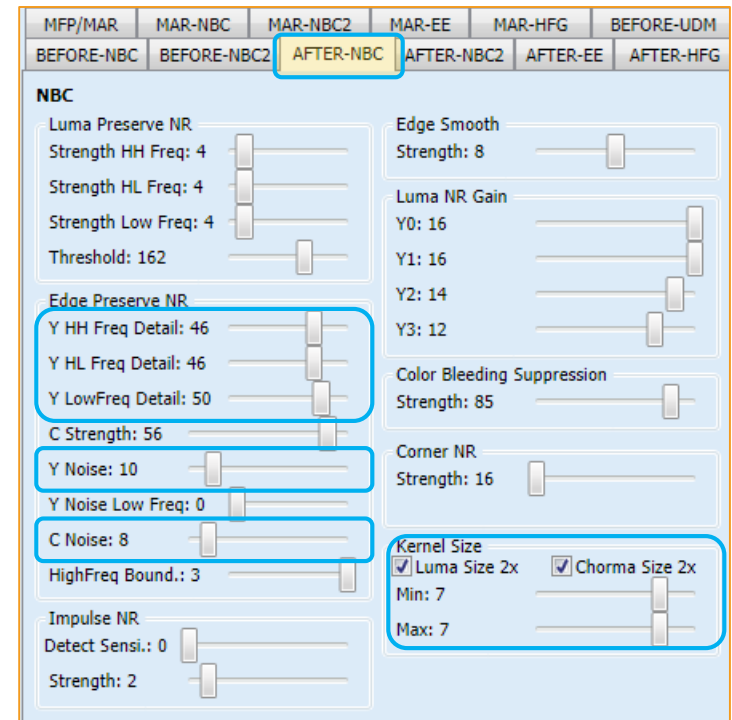 MFP/MAR MAR-NBC MAR-NBC2 MAR-EE MAR-HFG BEFORE-UDM
BEFORE-NBC BEFORE-NBC2 AFTER-NBC AFTER-NBC2 AFTER-EE AFTER-HFG
NBC
Luma Preserve NR
Strength HH Freq: 4
Strength HL Freq: 4
Strength Low Freq: 4
Threshold: 162
Edge Preserve NR
Y HH Freq Detail: 46
Y HL Freq Detail: 46
Y LowFreq Detail: 50
C Strength: 56
Y Noise: 10
Y Noise Low Freq: 0
C Noise: 8
HighFreq Bound.: 3
Impulse NR
Detect Sensi.: 0
Strength: 2
Edge Smooth
Strength: 8
Luma NR Gain
Y0: 16
Y1: 16
Y2: 14
Y3: 12
Color Bleeding Suppression
Strength: 85
Corner NR
Strength: 16
Kernel Size
Luma Size 2x Chorma Size 2x
Min: 7
Max: 7